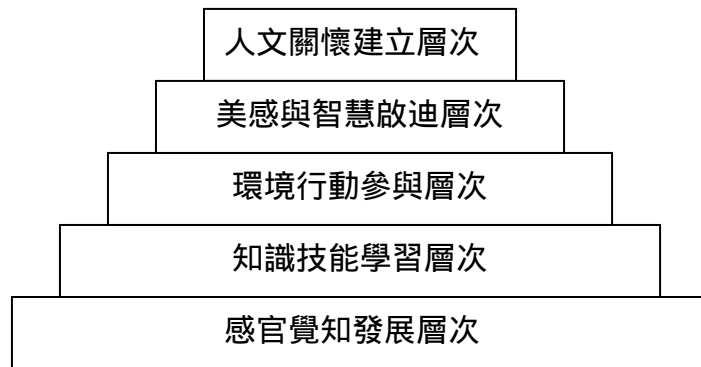 人文關懷建立層次
美感與智慧啟迪層次
環境行動參與層次
知識技能學習層次
感官覺知發展層次